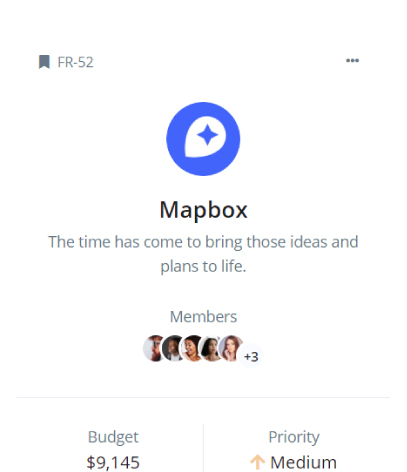 FR-52
Mapbox
The time has come to bring those ideas and
plans to life.
Members
+3
Budget
Priority
$9,145
Medium